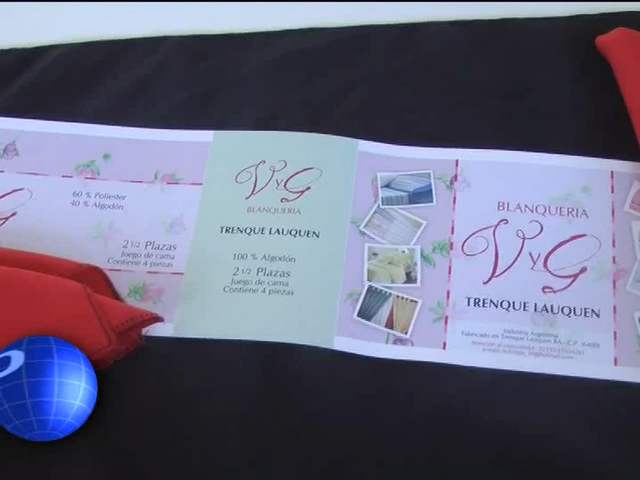 60 % Poliester
40 % Algodón
2 1/2 Plazas
Juego de cama
Contiene 4 piezas
V y G
BLANQUERIA
TRENQUE LAUQUEN
100 % Algodón
2 1/2 Plazas
Juego de cama
Contiene 4 piezas
BLANQUERIA
V y G
TRENQUE LAUQUEN
Industria Argentina
Fabricado en Trenque Lauquen BA - C.P. 6400